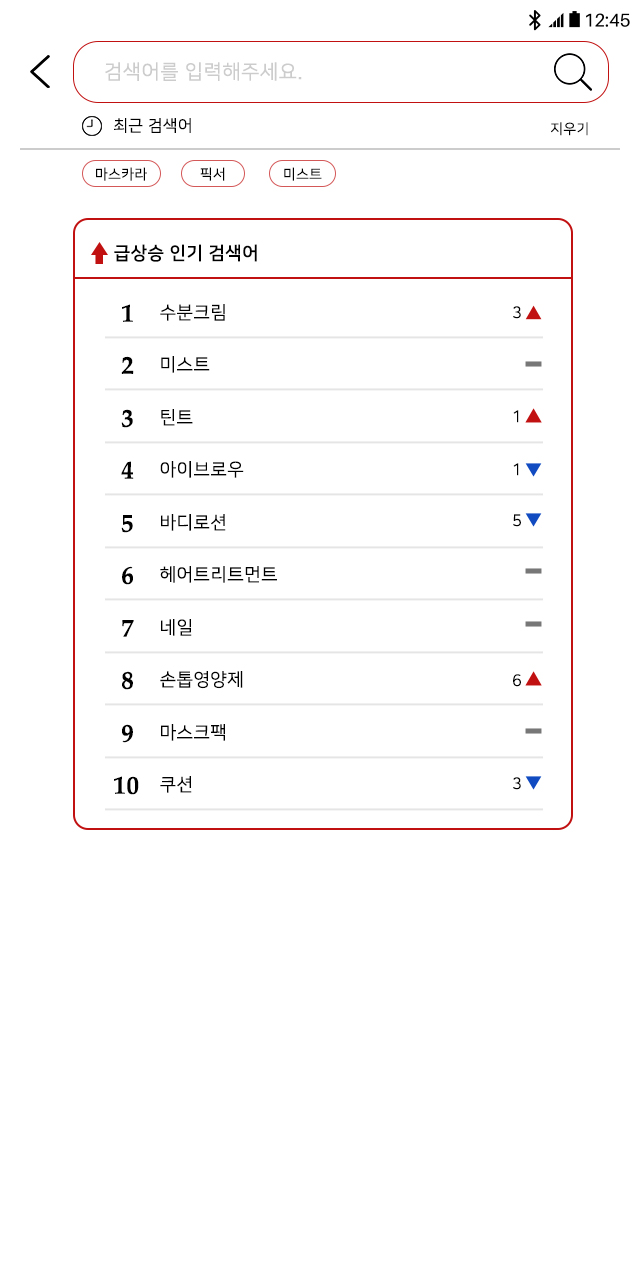 12:45
검색어를 입력해주세요.
최근 검색어
지우기
마스카라 픽서 미스트
급상승 인기 검색어
1 수분크림 3
2 미스트
3 틴트 1
4 아이브로우 1
5 바디로션 5
6 헤어트리트먼트
7 네일
8 손톱영양제 6
9 마스크팩
10 쿠션 3